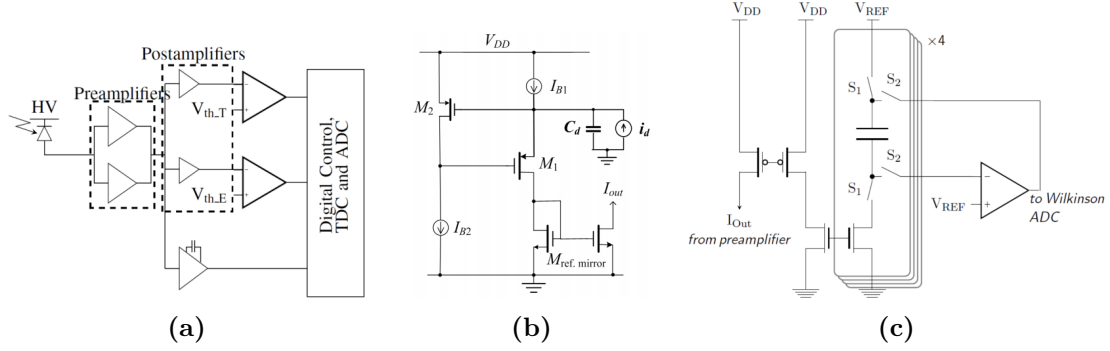 Postamplifiers
Preamplifiers
HV
V_th_T
V_th_E
−
+
−
+
Digital Control,
TDC and ADC
(a)
V_DD
I_B1
M_2
C_d
i_d
M_1
I_out
I_B2
M_ref. mirror
(b)
V_DD
V_DD
V_REF
×4
S_1
S_2
S_2
S_1
V_REF
−
+
I_Out
from preamplifier
to Wilkinson
ADC
(c)